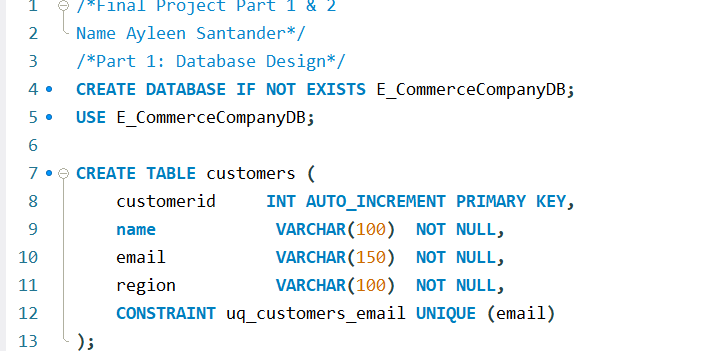 1 /*Final Project Part 1 & 2
2 Name Ayleen Santander*/
3 /*Part 1: Database Design*/
4 CREATE DATABASE IF NOT EXISTS E_CommerceCompanyDB;
5 USE E_CommerceCompanyDB;
6
7 CREATE TABLE customers (
8 customerid INT AUTO_INCREMENT PRIMARY KEY,
9 name VARCHAR(100) NOT NULL,
10 email VARCHAR(150) NOT NULL,
11 region VARCHAR(100) NOT NULL,
12 CONSTRAINT uq_customers_email UNIQUE (email)
13 );